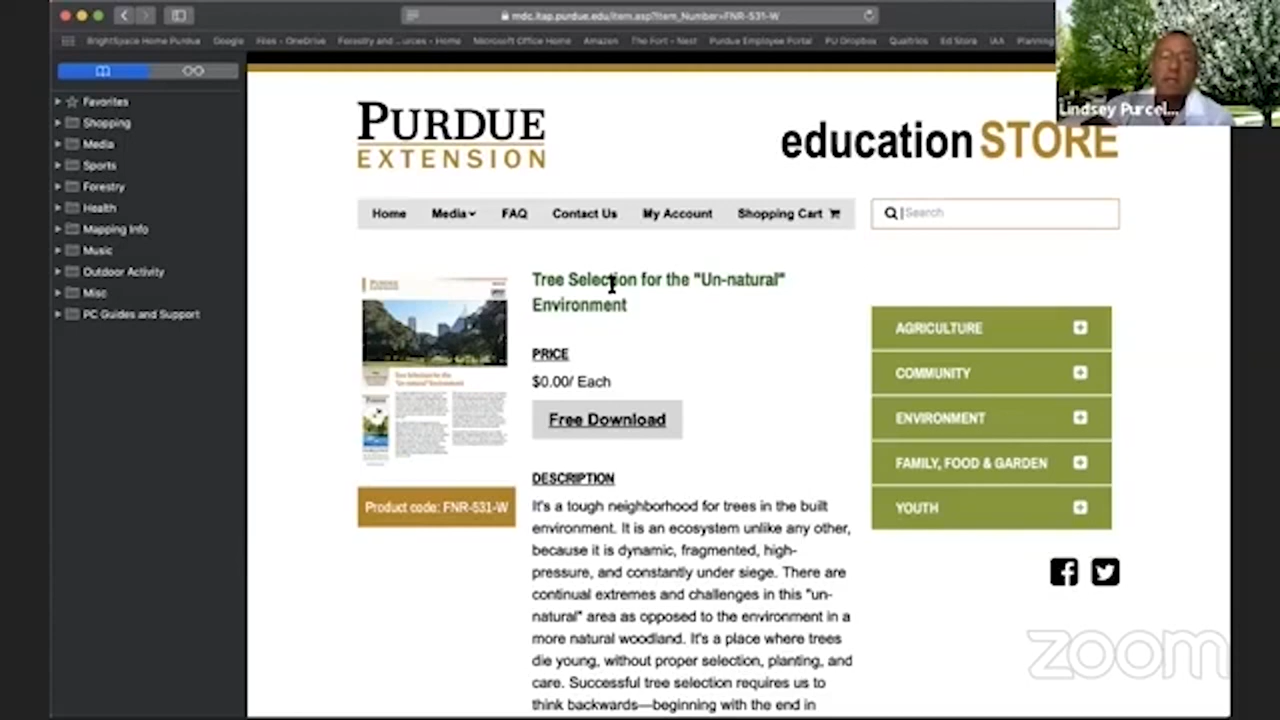 mdc.itap.purdue.edu/item.asp?Item_Number=FNR-531-W
BrightSpace Home Purdue Google Files - OneDrive Forestry and ...urces - Home Microsoft Office Home Amazon The Fort - Nest Purdue Employee Portal PU Dropbox Qualtrics Ed Store IAA Planning
Lindsey Purcel...
Favorites
Shopping
Media
Sports
Forestry
Health
Mapping Info
Music
Outdoor Activity
Misc
PC Guides and Support
PURDUE
EXTENSION
education STORE
Home Media FAQ Contact Us My Account Shopping Cart
Search
Tree Selection for the "Un-natural"
Environment
PRICE
$0.00/ Each
Free Download
Product code: FNR-531-W
DESCRIPTION
It's a tough neighborhood for trees in the built
environment. It is an ecosystem unlike any other,
because it is dynamic, fragmented, high-
pressure, and constantly under siege. There are
continual extremes and challenges in this "un-
natural" area as opposed to the environment in a
more natural woodland. It's a place where trees
die young, without proper selection, planting, and
care. Successful tree selection requires us to
think backwards—beginning with the end in
AGRICULTURE
COMMUNITY
ENVIRONMENT
FAMILY, FOOD & GARDEN
YOUTH
zoom